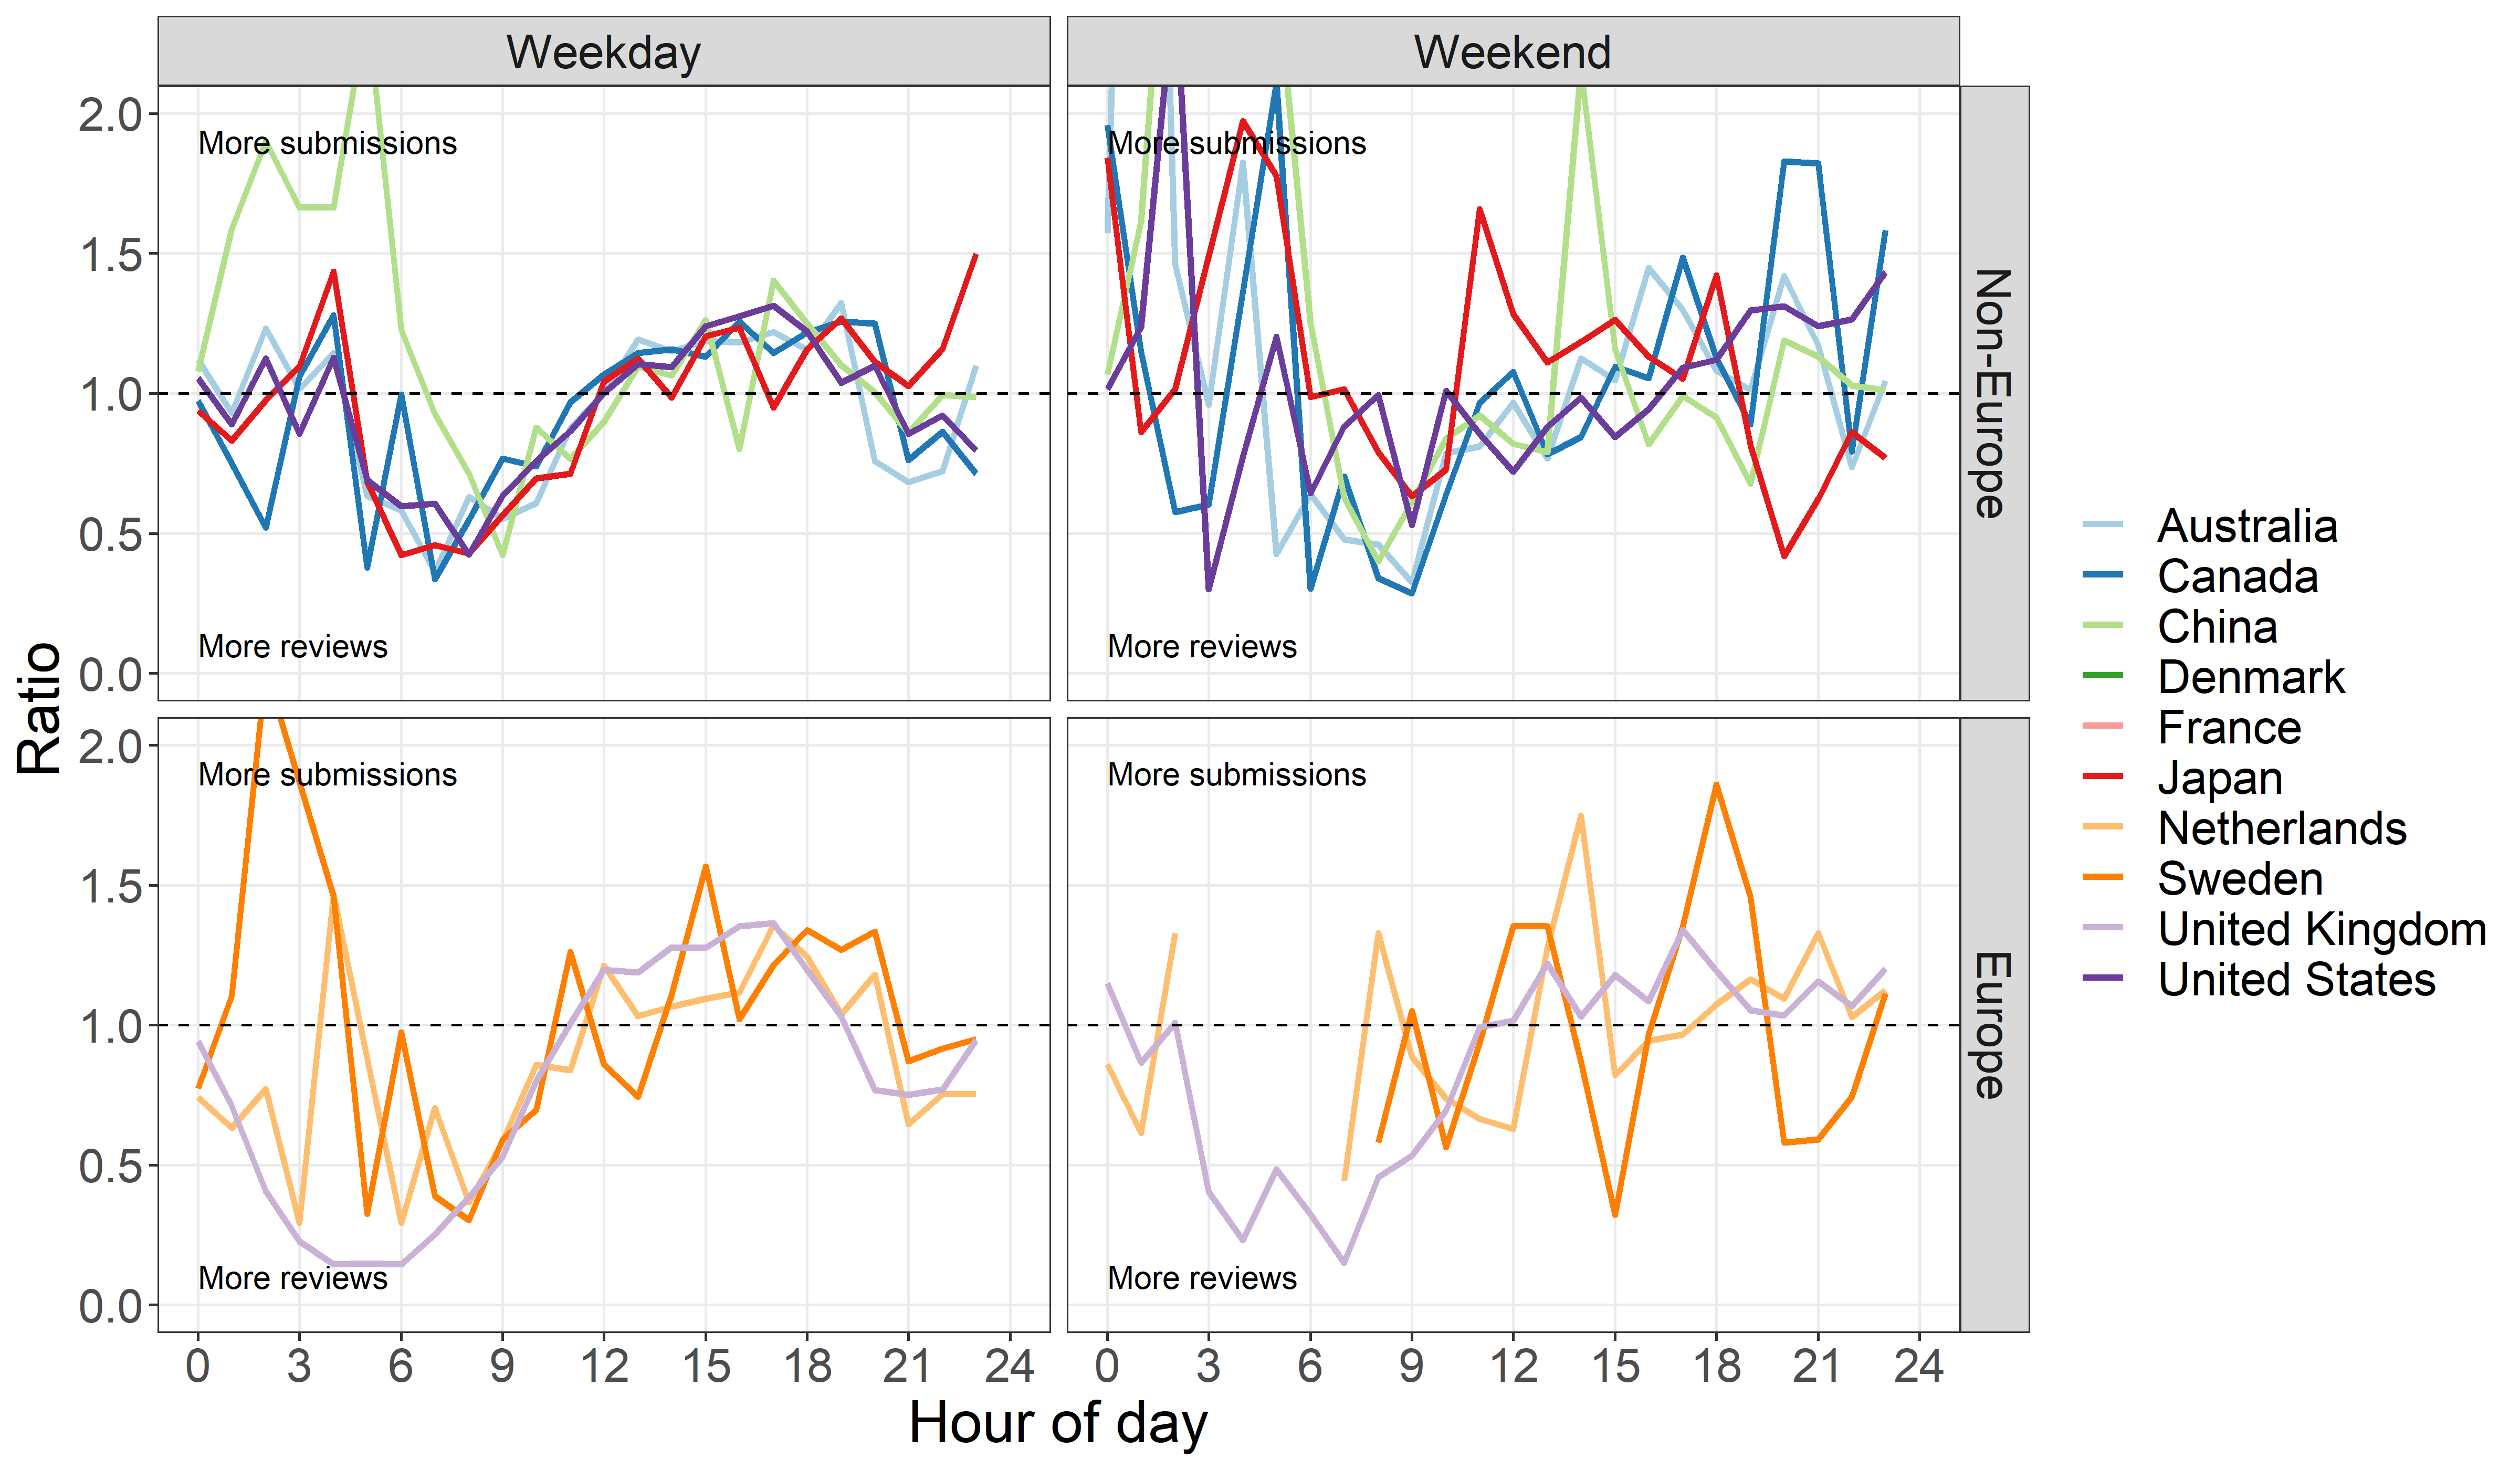 Weekday
Weekend
2.0
More submissions
More submissions
1.5
1.0
0.5
More reviews
More reviews
0.0
Non-Europe
Ratio
2.0
More submissions
More submissions
1.5
1.0
0.5
More reviews
More reviews
0.0
Europe
0 3 6 9 12 15 18 21 24
0 3 6 9 12 15 18 21 24
Hour of day
Australia
Canada
China
Denmark
France
Japan
Netherlands
Sweden
United Kingdom
United States